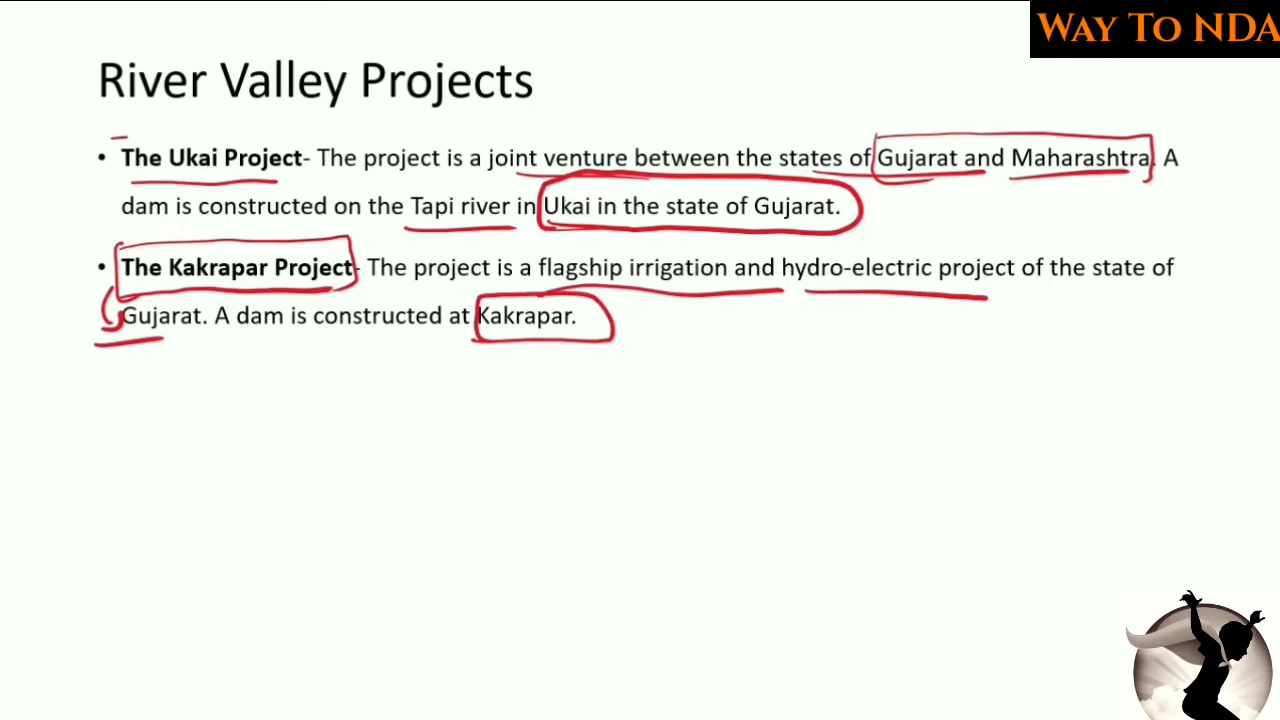 WAY TO NDA
River Valley Projects
• The Ukai Project- The project is a joint venture between the states of Gujarat and Maharashtra. A
dam is constructed on the Tapi river in Ukai in the state of Gujarat.
• The Kakrapar Project- The project is a flagship irrigation and hydro-electric project of the state of
Gujarat. A dam is constructed at Kakrapar.